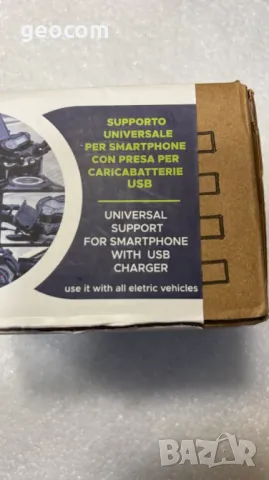 geocom
SUPPORTO
UNIVERSALE
PER SMARTPHONE
CON PRESA PER
CARICABATTERIE
USB
UNIVERSAL
SUPPORT
FOR SMARTPHONE
WITH USB
CHARGER
use it with all eletric vehicles
BAZAR